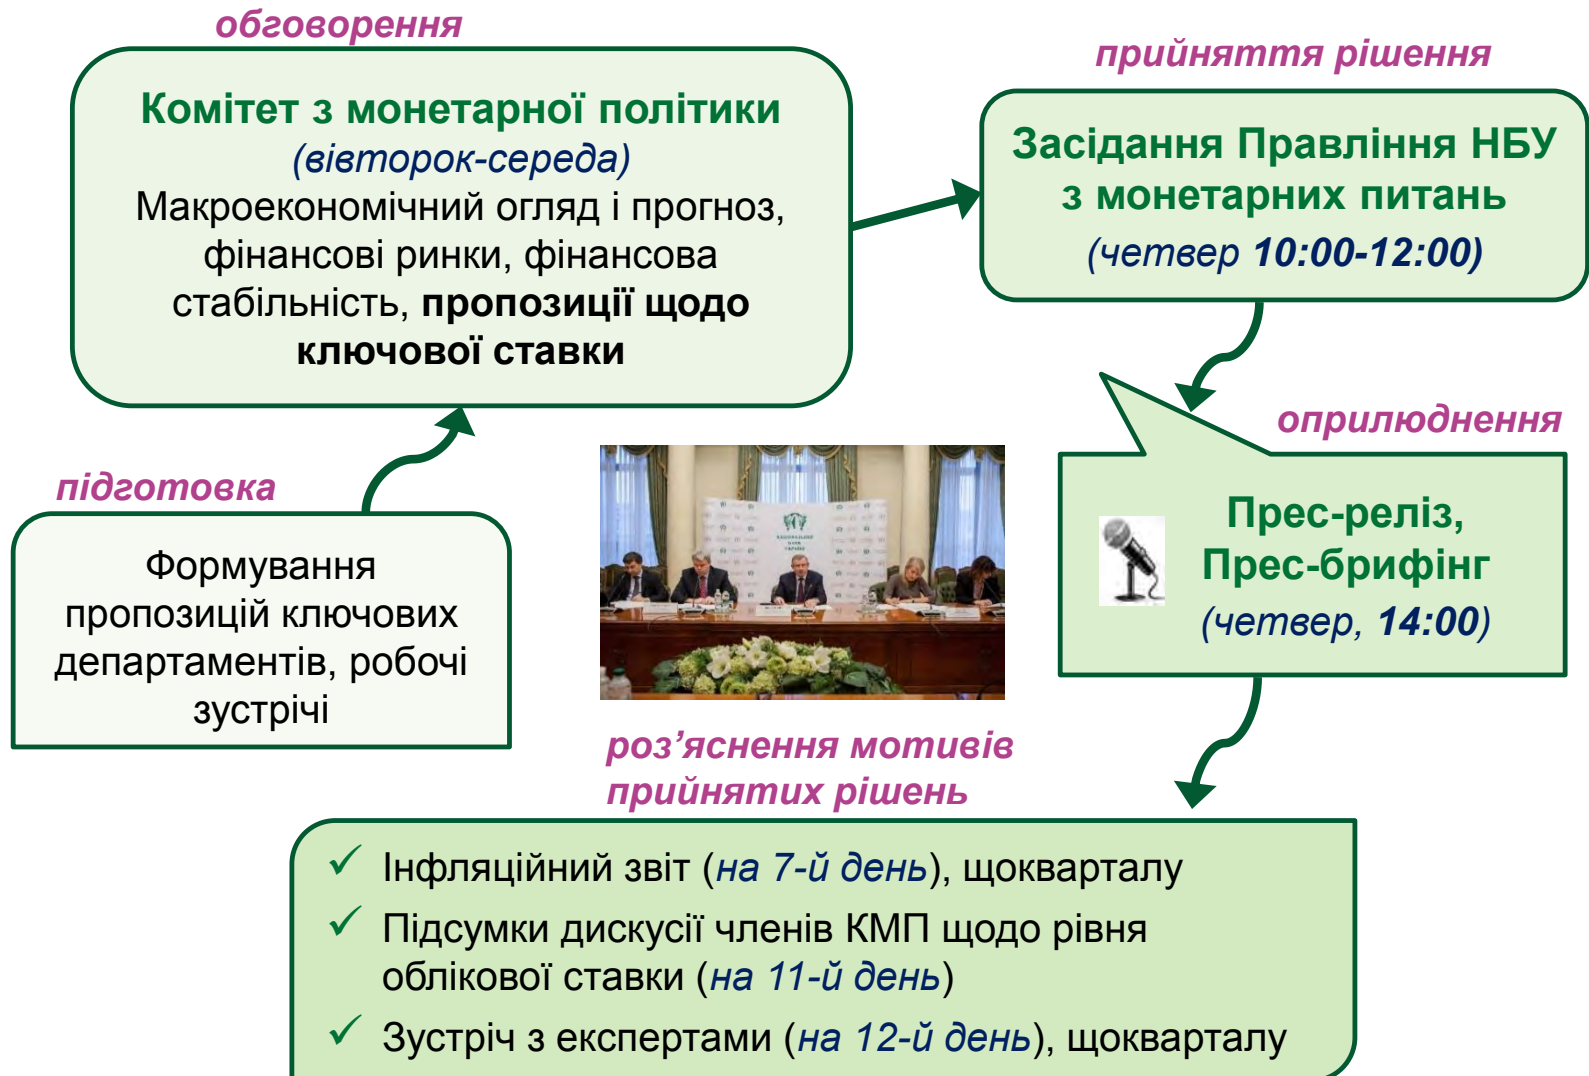 обговорення
Комітет з монетарної політики
(вівторок-середа)
Макроекономічний огляд і прогноз,
фінансові ринки, фінансова
стабільність, пропозиції щодо
ключової ставки
прийняття рішення
Засідання Правління НБУ
з монетарних питань
(четвер 10:00-12:00)
підготовка
Формування
пропозицій ключових
департаментів, робочі
зустрічі
оприлюднення
Прес-реліз,
Прес-брифінг
(четвер, 14:00)
роз’яснення мотивів
прийнятих рішень
✓ Інфляційний звіт (на 7-й день), щокварталу
✓ Підсумки дискусії членів КМП щодо рівня
облікової ставки (на 11-й день)
✓ Зустріч з експертами (на 12-й день), щокварталу